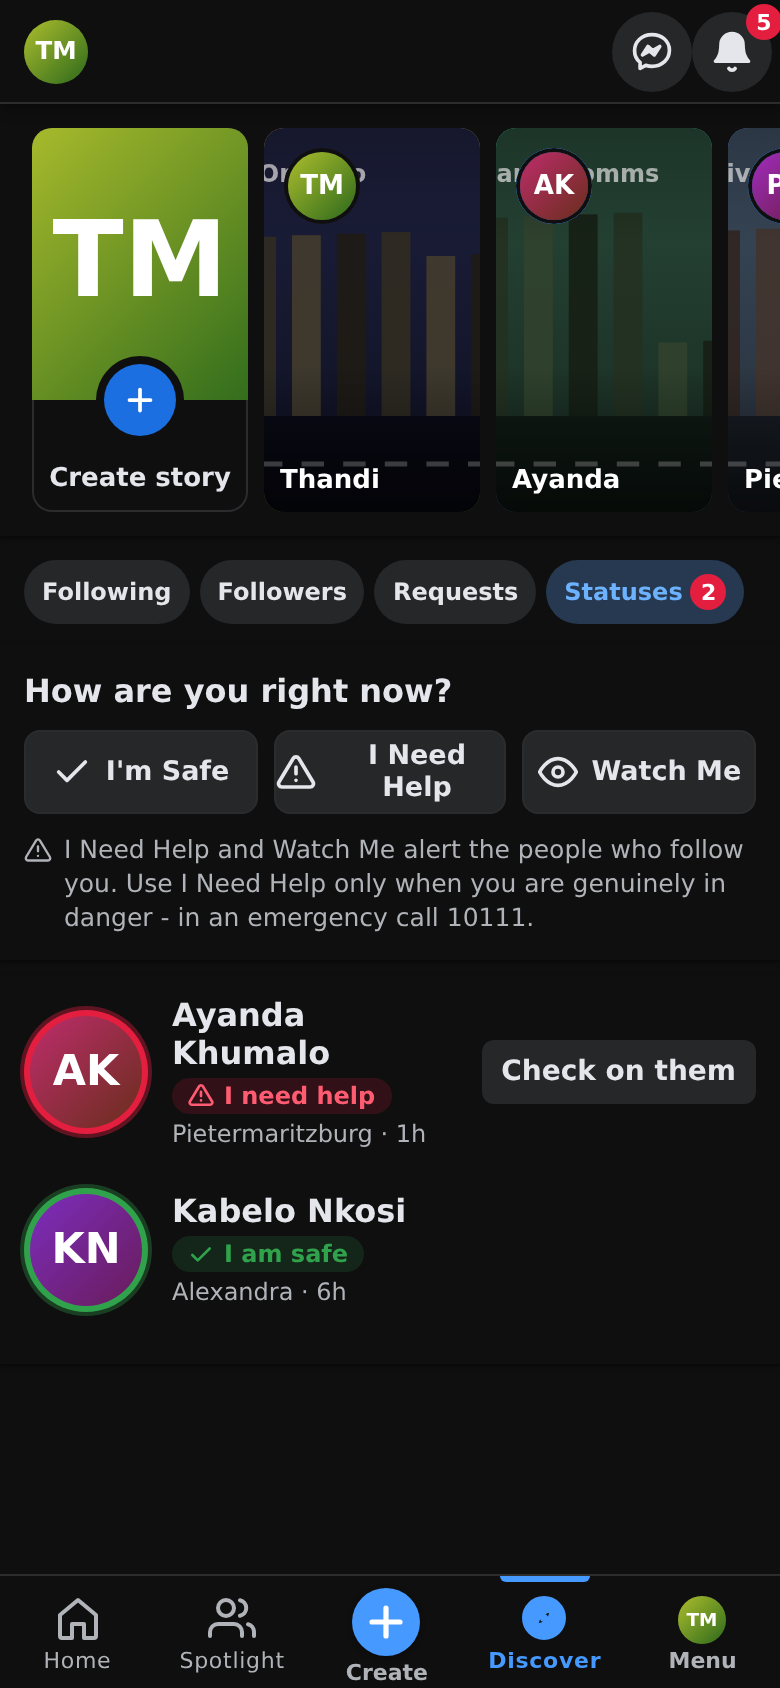 TM
5
TM
TM
AK
omms
Create story
Thandi
Ayanda
Following
Followers
Requests
Statuses 2
How are you right now?
I'm Safe
I Need
Help
Watch Me
I Need Help and Watch Me alert the people who follow
you. Use I Need Help only when you are genuinely in
danger - in an emergency call 10111.
AK
Ayanda
Khumalo
I need help
Pietermaritzburg · 1h
Check on them
KN
Kabelo Nkosi
I am safe
Alexandra · 6h
Home
Spotlight
Create
Discover
TM
Menu